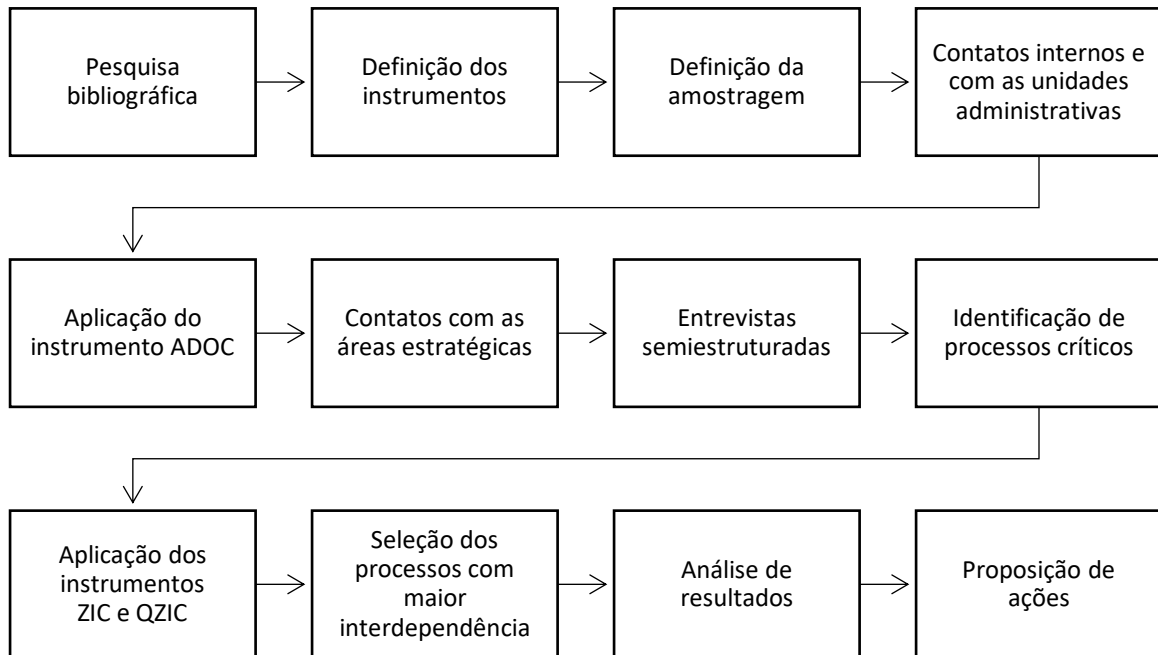 Pesquisa
bibliográfica
Definição dos
instrumentos
Definição da
amostragem
Contatos internos e
com as unidades
administrativas
Aplicação do
instrumento ADOC
Contatos com as
áreas estratégicas
Entrevistas
semiestruturadas
Identificação de
processos críticos
Aplicação dos
instrumentos
ZIC e QZIC
Seleção dos
processos com
maior
interdependência
Análise de
resultados
Proposição de
ações